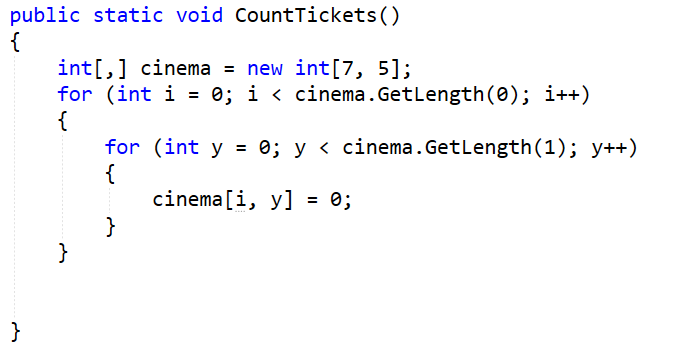 public static void CountTickets()
{
int[,] cinema = new int[7, 5];
for (int i = 0; i < cinema.GetLength(0); i++)
{
for (int y = 0; y < cinema.GetLength(1); y++)
{
cinema[i, y] = 0;
}
}
}